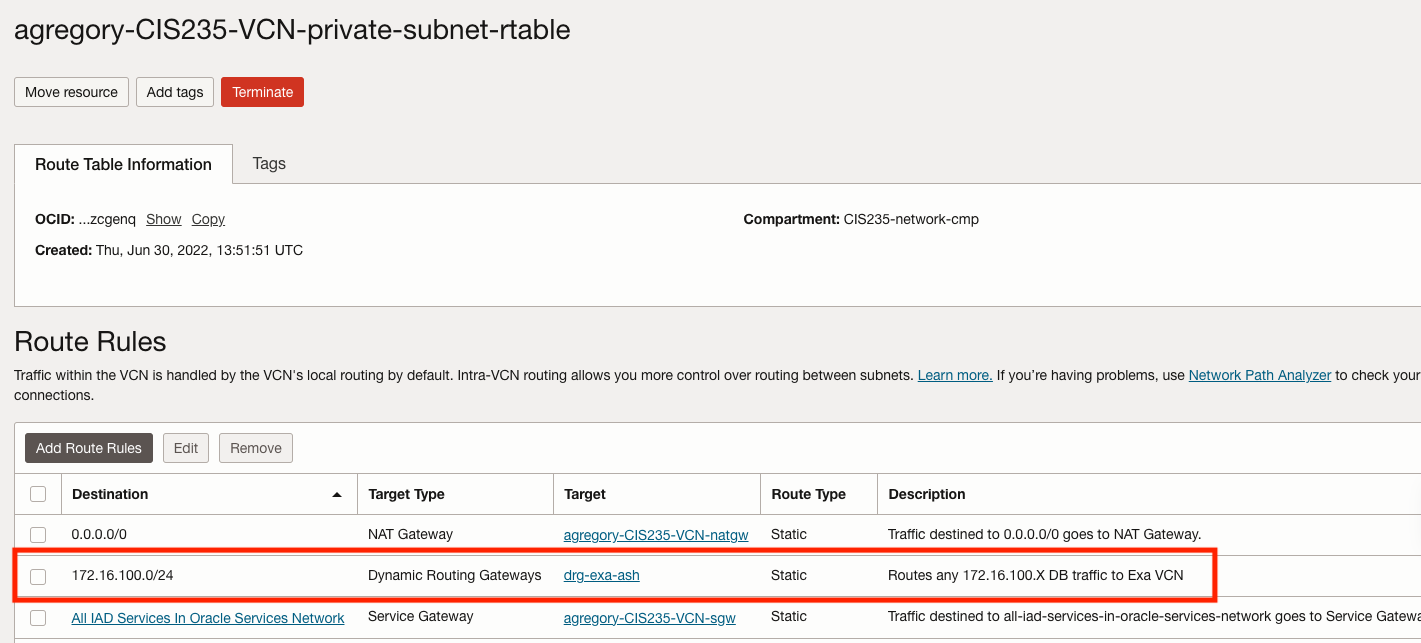 agregory-CIS235-VCN-private-subnet-rtable
Move resource Add tags Terminate
Route Table Information Tags
OCID: ...zcgenq Show Copy Compartment: CIS235-network-cmp
Created: Thu, Jun 30, 2022, 13:51:51 UTC
Route Rules
Traffic within the VCN is handled by the VCN's local routing by default. Intra-VCN routing allows you more control over routing between subnets. Learn more. If you're having problems, use Network Path Analyzer to check your
connections.
Add Route Rules Edit Remove
Destination Target Type Target Route Type Description
0.0.0.0/0 NAT Gateway agregory-CIS235-VCN-natgw Static Traffic destined to 0.0.0.0/0 goes to NAT Gateway.
172.16.100.0/24 Dynamic Routing Gateways drg-exa-ash Static Routes any 172.16.100.X DB traffic to Exa VCN
All IAD Services In Oracle Services Network Service Gateway agregory-CIS235-VCN-sgw Static Traffic destined to all-iad-services-in-oracle-services-network goes to Service